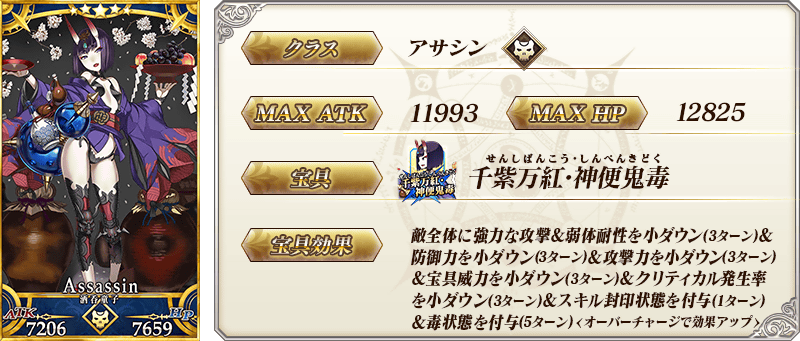 Assassin
酒呑童子
ATK
7206
HP
7659
クラス
アサシン
MAX ATK
11993
MAX HP
12825
宝具
千紫万紅・
神便鬼毒
せんしばんこう・しんぺんきどく
千紫万紅・神便鬼毒
宝具効果
敵全体に強力な攻撃&弱体耐性を小ダウン(3ターン)&
防御力を小ダウン(3ターン)&攻撃力を小ダウン(3ターン)
&宝具威力を小ダウン(3ターン)&クリティカル発生率
を小ダウン(3ターン)&スキル封印状態を付与(1ターン)
&毒状態を付与(5ターン)<オーバーチャージで効果アップ>